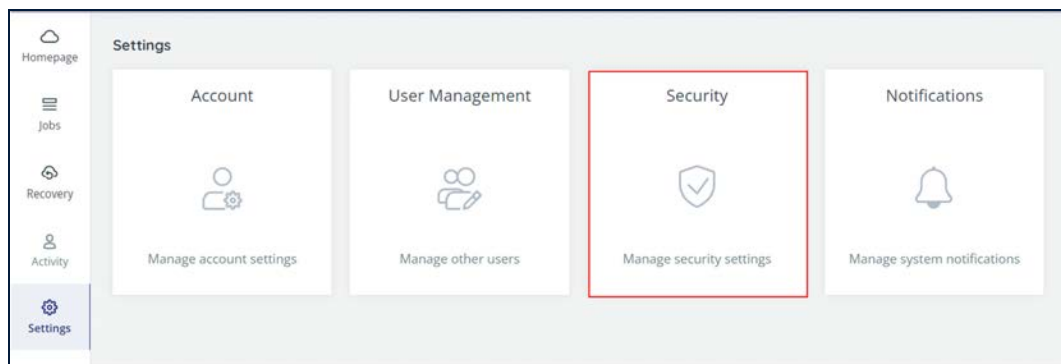 Homepage
Jobs
Recovery
Activity
Settings
Settings
Account
Manage account settings
User Management
Manage other users
Security
Manage security settings
Notifications
Manage system notifications